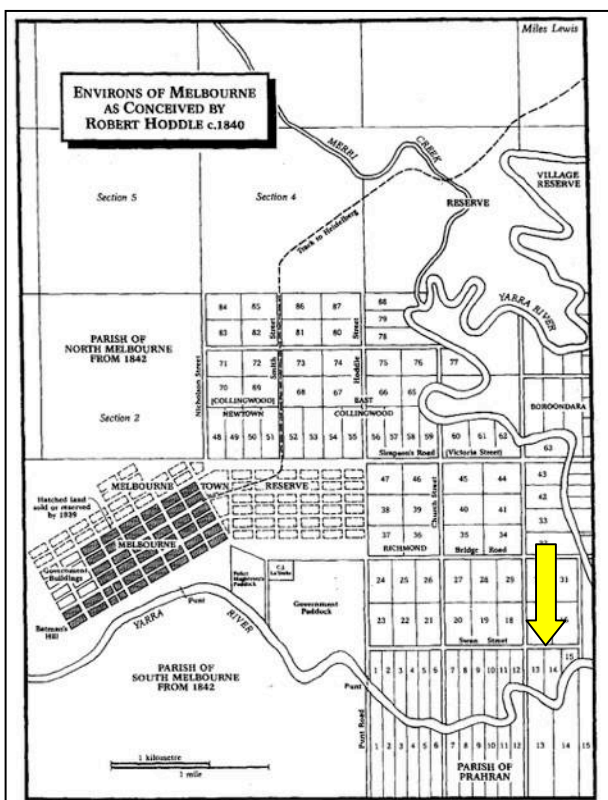 Miles Lewis
ENVIRONS OF MELBOURNE
AS CONCEIVED BY
ROBERT HODDLE c.1840
MERRI
CREEK
VILLAGE
RESERVE
Section 5
Section 4
RESERVE
Track to Heidelberg
YARRA RIVER
84 85 86 87 88
79
83 82 81 80 78
PARISH OF
NORTH MELBOURNE
FROM 1842
Nicholson Street
Smith Street
Hoddle Street
71 72 73 74 75 76 77
70 69 68 67 66 65
[COLLINGWOOD] EAST
NEWTOWN COLLINGWOOD
BOROONDARA
Section 2
48 49 50 51 52 53 54 55 56 57 58 59 60 61 62 63
Simpson's Road (Victoria Street)
MELBOURNE TOWN RESERVE
Hatched land
sold or reserved
by 1939
MELBOURNE
Government
Buildings
Batman's
Hill
47 46 45 44 43
42
Church Street
38 39 40 41 33
37 36 35 34
RICHMOND Bridge Road
Police
Magistrate's
Paddock
C.J.
La Trobe
Government
Paddock
24 25 26 27 28 29 31
23 22 21 20 19 18
Swan Street
YARRA
RIVER
Punt
1 2 3 4 5 6 7 8 9 10 11 12 13 14 15
PARISH OF
SOUTH MELBOURNE
FROM 1842
Punt
Punt Road
1 2 3 4 5 6 7 8 9 10 11 12 13 14 15
1 kilometre
1 mile
PARISH OF
PRAHRAN